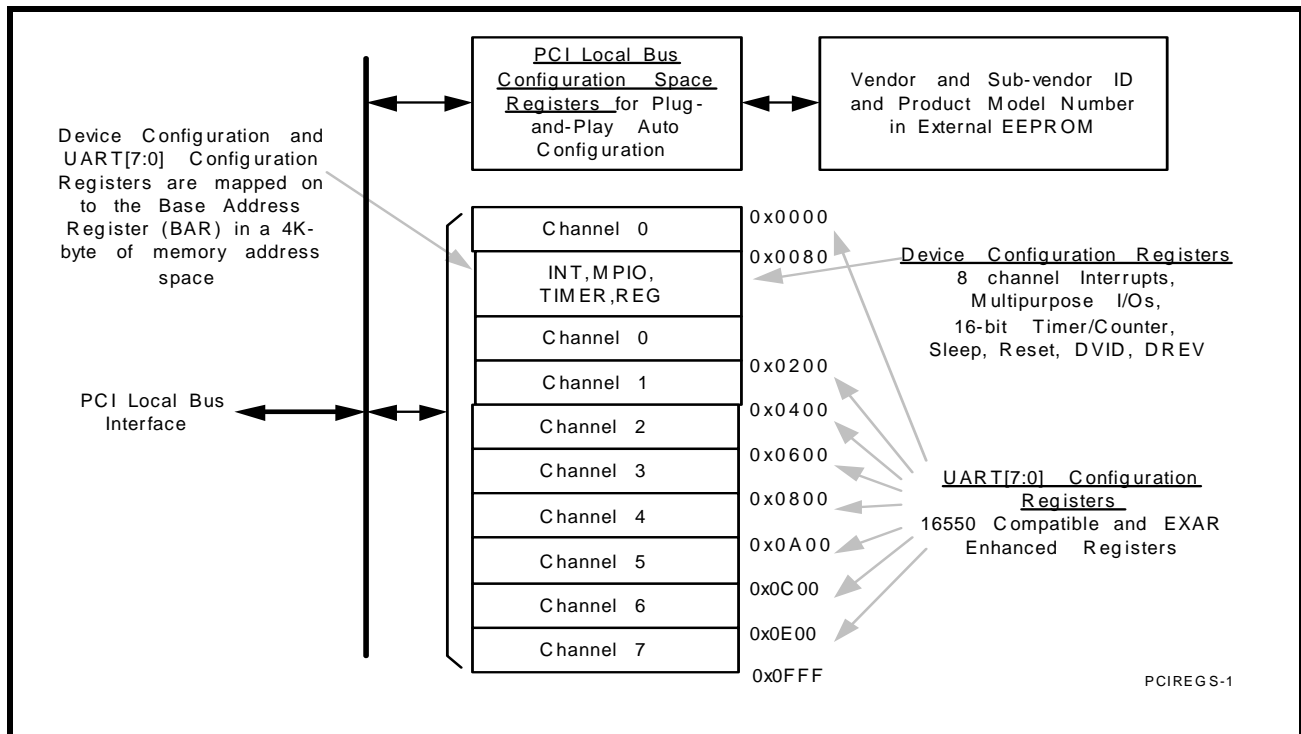 PCI Local Bus
Configuration Space
Registers for Plug-
and-Play Auto
Configuration
Vendor and Sub-vendor ID
and Product Model Number
in External EEPROM
Device Configuration and
UART[7:0] Configuration
Registers are mapped on
to the Base Address
Register (BAR) in a 4K-
byte of memory address
space
Channel 0
0x0000
INT,MPIO,
TIMER,REG
0x0080
Device Configuration Registers
8 channel Interrupts,
Multipurpose I/Os,
16-bit Timer/Counter,
Sleep, Reset, DVID, DREV
Channel 0
Channel 1
0x0200
PCI Local Bus
Interface
Channel 2
0x0400
Channel 3
0x0600
Channel 4
0x0800
Channel 5
0x0A00
Channel 6
0x0C00
Channel 7
0x0E00
0x0FFF
UART[7:0] Configuration
Registers
16550 Compatible and EXAR
Enhanced Registers
PCIREGS-1